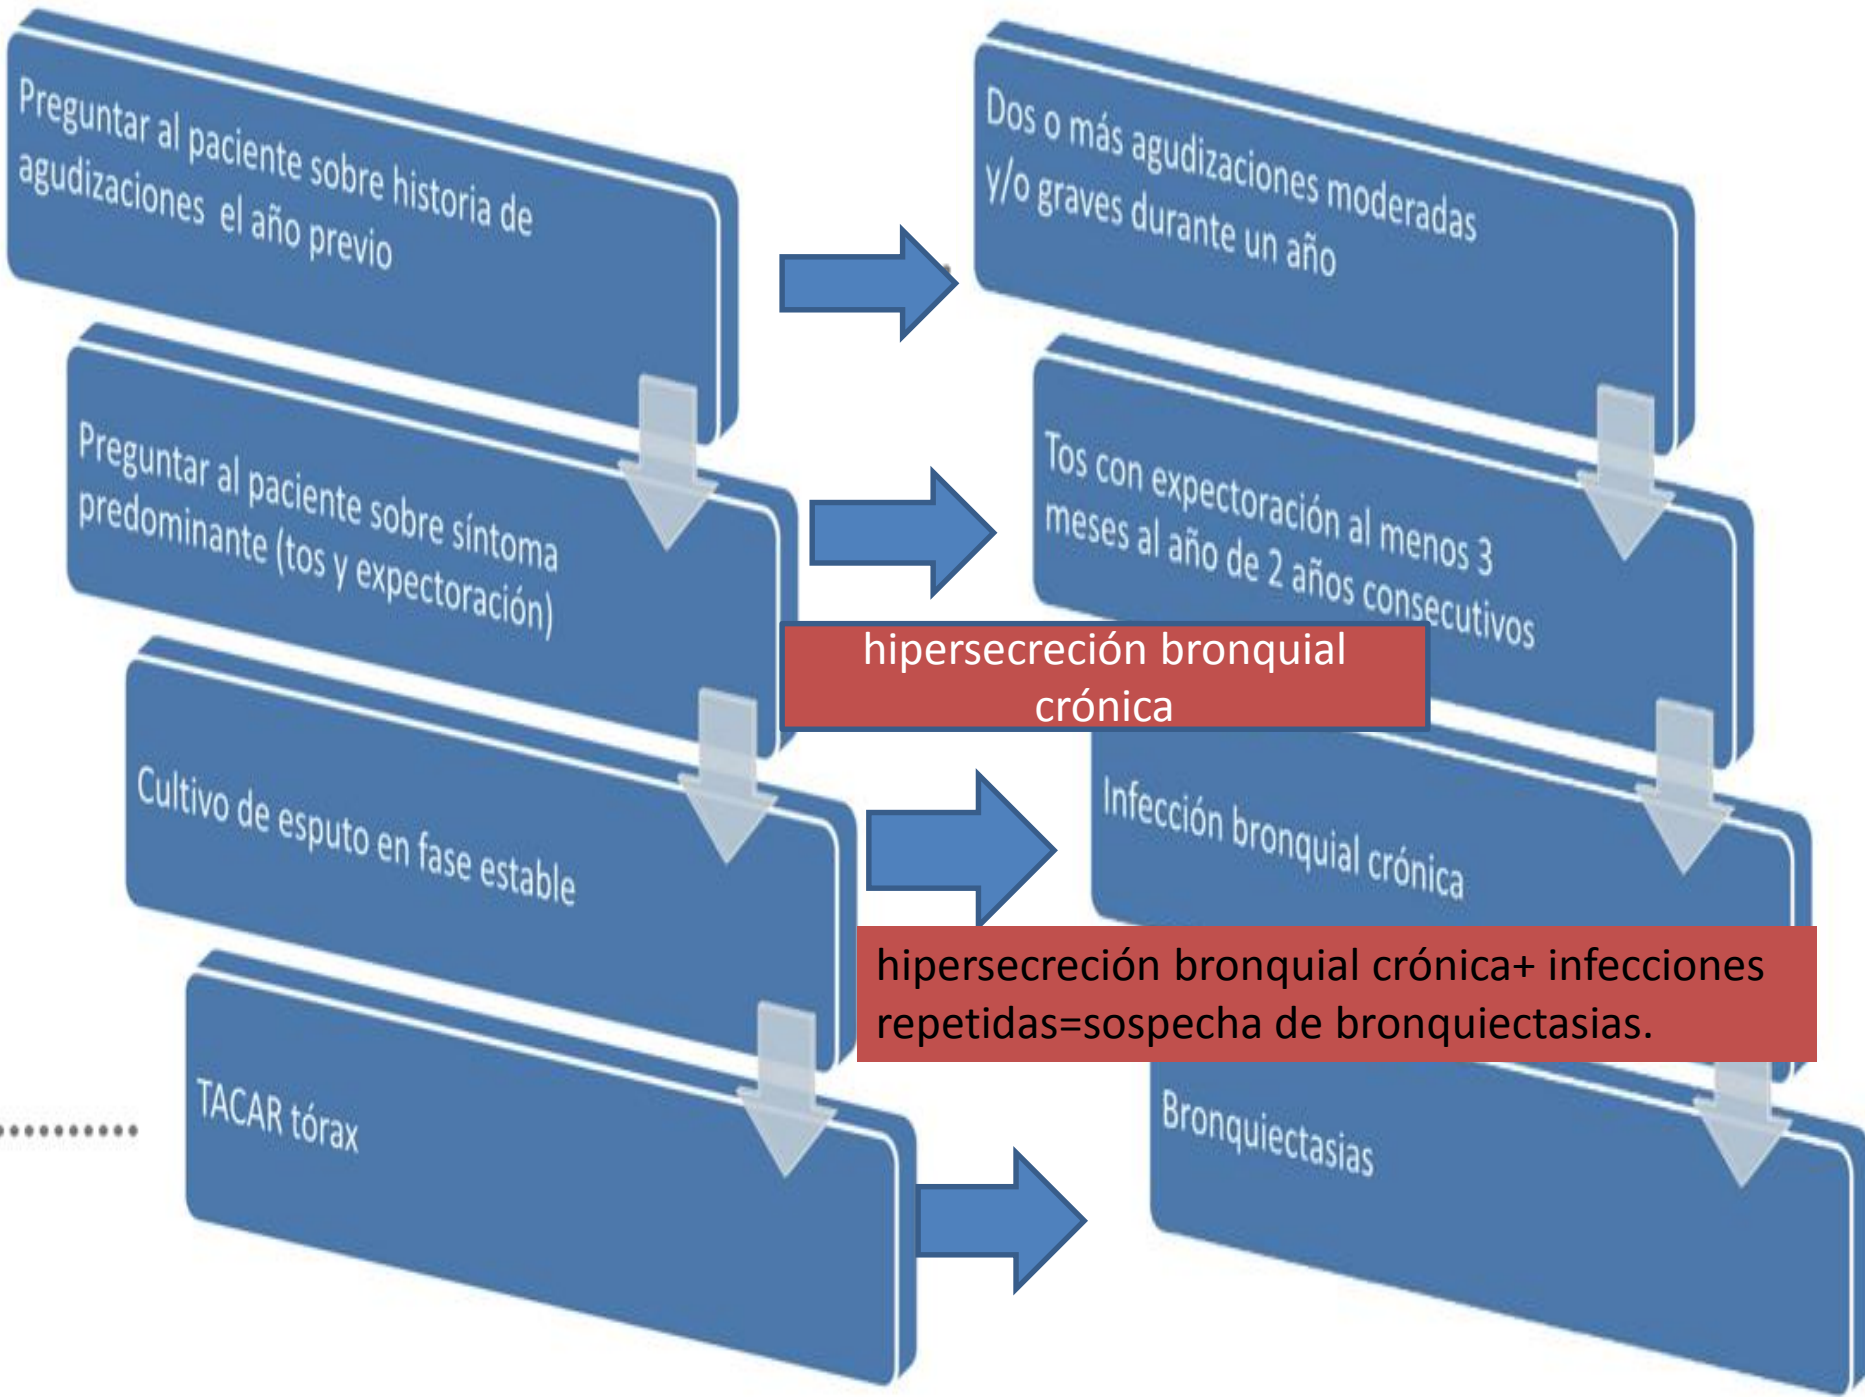 Preguntar al paciente sobre historia de
agudizaciones el año previo
Dos o más agudizaciones moderadas
y/o graves durante un año
Preguntar al paciente sobre síntoma
predominante (tos y expectoración)
Tos con expectoración al menos 3
meses al año de 2 años consecutivos
hipersecreción bronquial
crónica
Cultivo de esputo en fase estable
Infección bronquial crónica
hipersecreción bronquial crónica+ infecciones
repetidas=sospecha de bronquiectasias.
TACAR tórax
Bronquiectasias